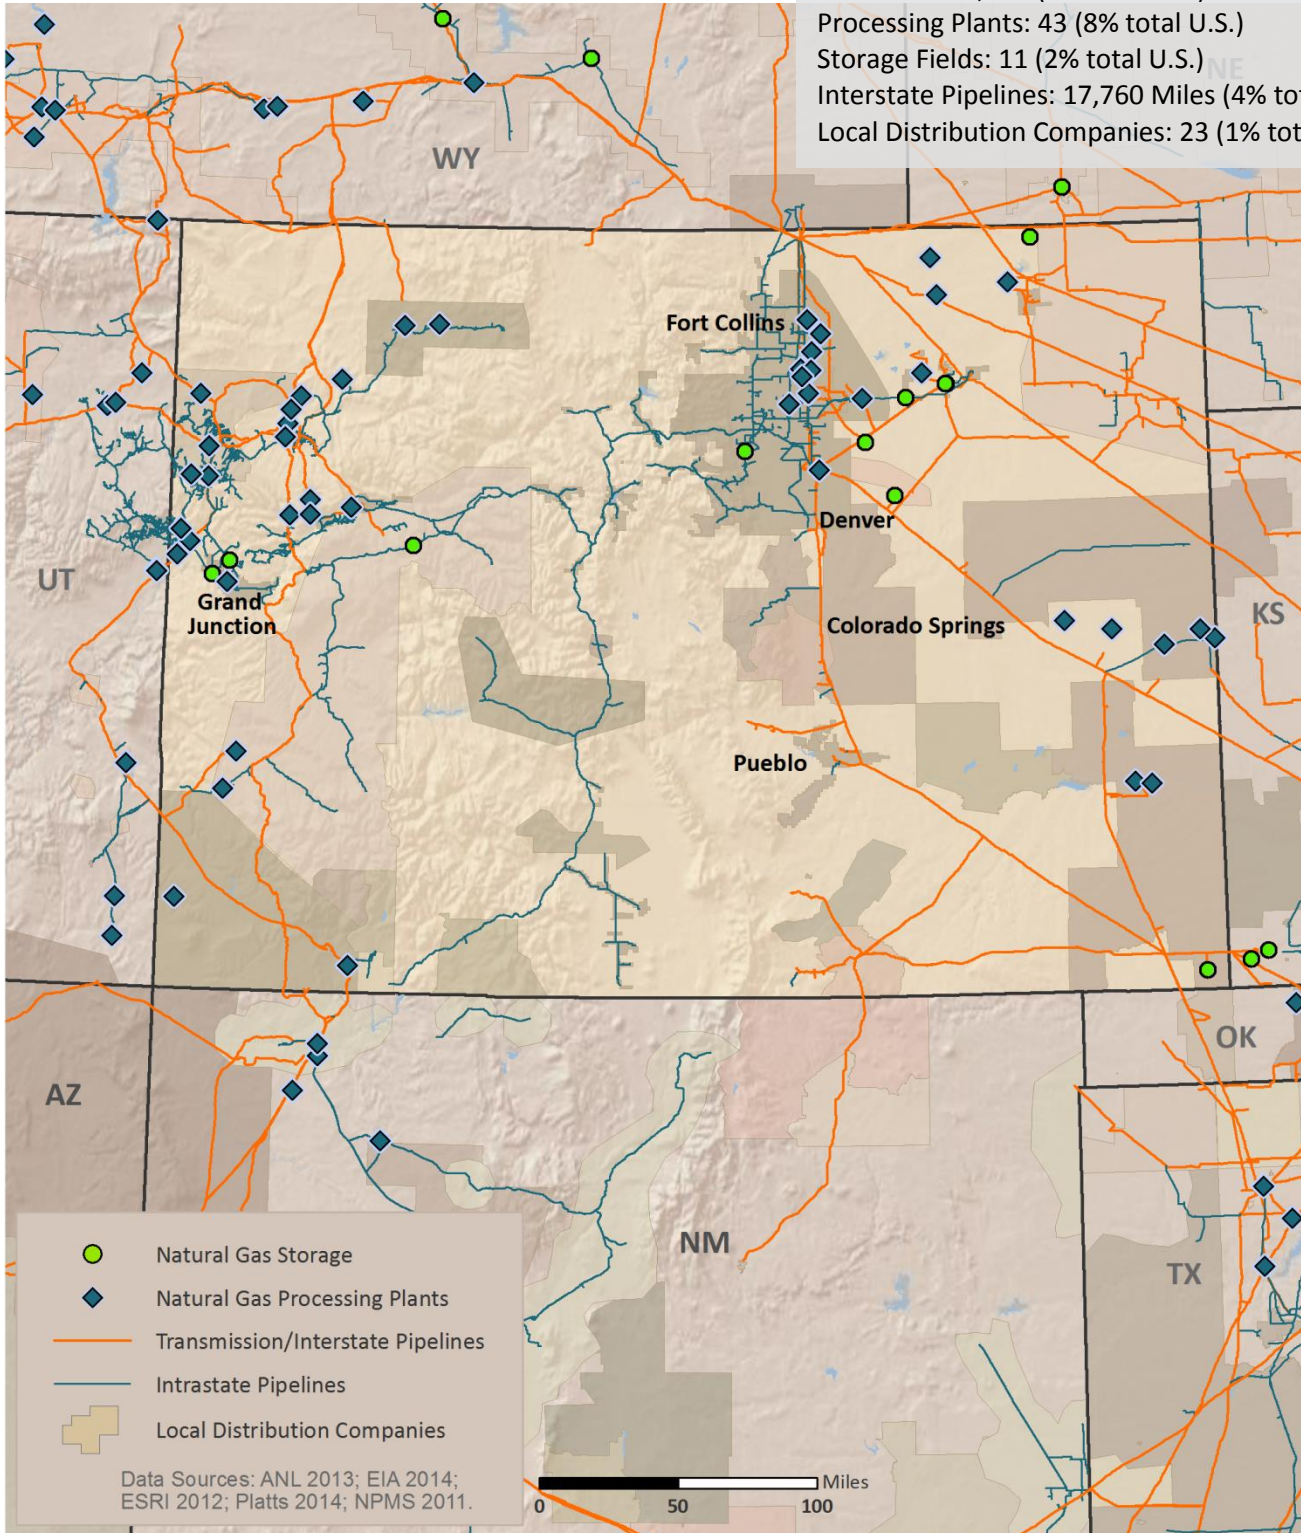 Processing Plants: 43 (8% total U.S.)
Storage Fields: 11 (2% total U.S.)
NE
Interstate Pipelines: 17,760 Miles (4% to
Local Distribution Companies: 23 (1% tot
WY
Fort Collins
Denver
UT
Grand
Junction
KS
Colorado Springs
Pueblo
OK
AZ
NM
TX
Natural Gas Storage
Natural Gas Processing Plants
Transmission/Interstate Pipelines
Intrastate Pipelines
Local Distribution Companies
Data Sources: ANL 2013; EIA 2014;
ESRI 2012; Platts 2014; NPMS 2011.
Miles
0 50 100